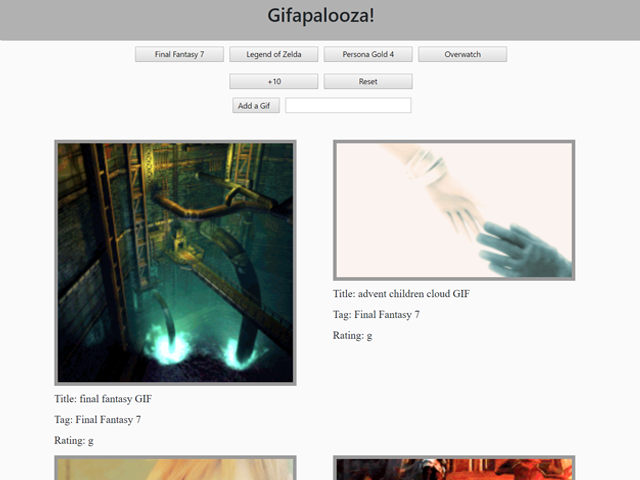 Gifapalooza!
Final Fantasy 7 Legend of Zelda Persona Gold 4 Overwatch
+10 Reset
Add a Gif
Title: final fantasy GIF
Tag: Final Fantasy 7
Rating: g
Title: advent children cloud GIF
Tag: Final Fantasy 7
Rating: g